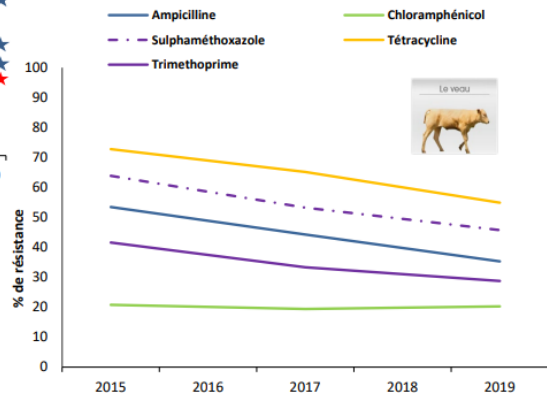 Ampicilline
Chloramphénicol
Sulphaméthoxazole
Tétracycline
Trimethoprime
Le veau
% de résistance
100
90
80
70
60
50
40
30
20
10
0
2015 2016 2017 2018 2019